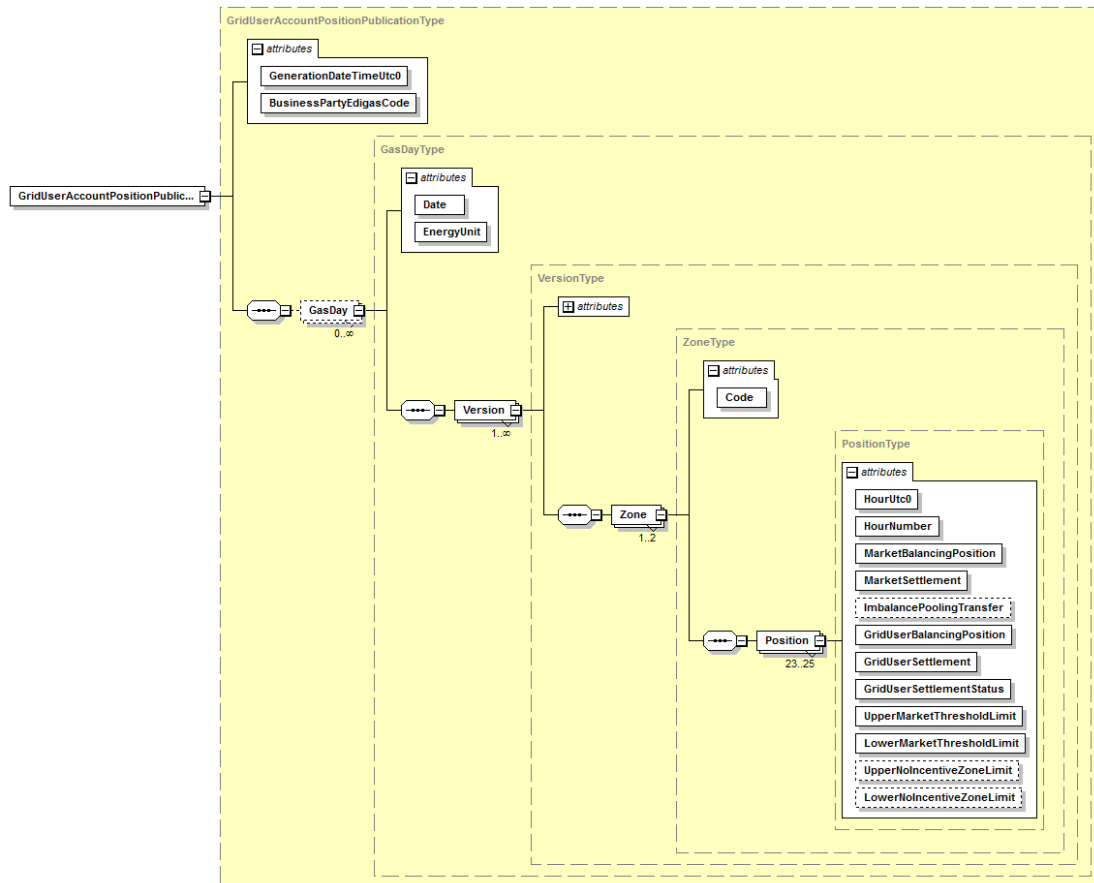 GridUserAccountPositionPublicationType
attributes
GenerationDateTimeUtc0
BusinessPartyEdigasCode
GasDayType
attributes
Date
EnergyUnit
GridUserAccountPositionPublic...
VersionType
attributes
GasDay
0..∞
ZoneType
attributes
Code
Version
1..∞
PositionType
attributes
HourUtc0
HourNumber
MarketBalancingPosition
MarketSettlement
ImbalancePoolingTransfer
GridUserBalancingPosition
GridUserSettlement
GridUserSettlementStatus
UpperMarketThresholdLimit
LowerMarketThresholdLimit
UpperNoIncentiveZoneLimit
LowerNoIncentiveZoneLimit
Zone
1..2
Position
23..25